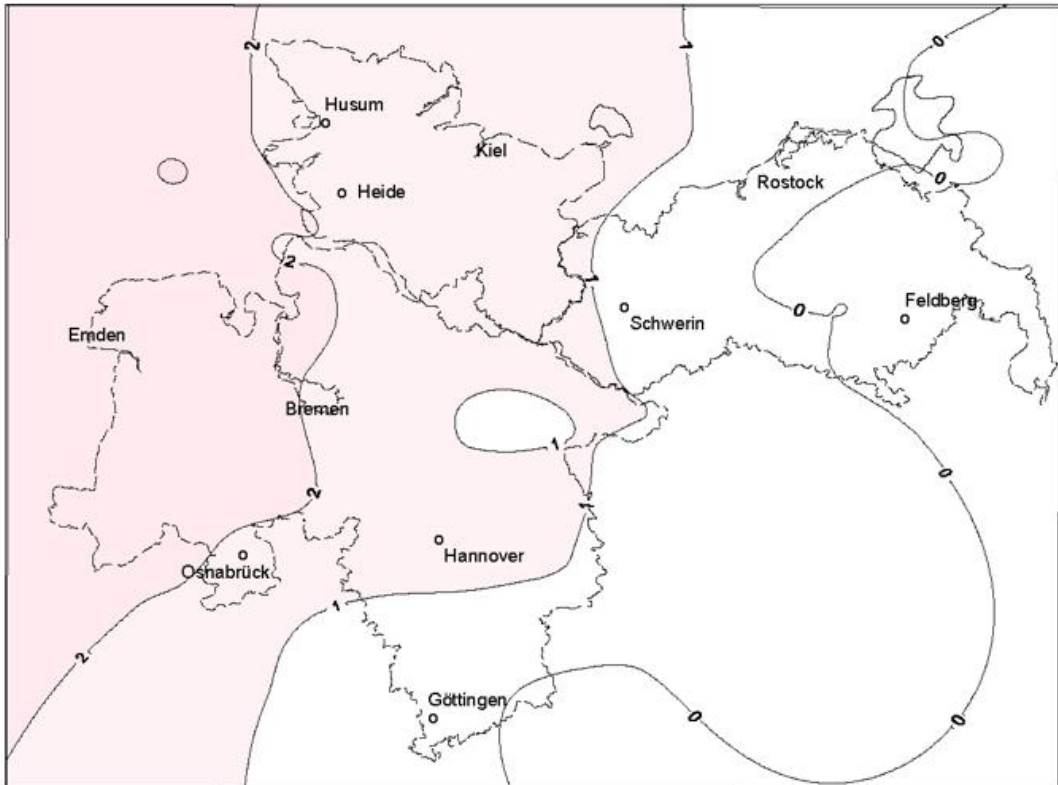 2
1
0
Husum
Kiel
Heide
Rostock
0
2
1
0
Feldberg
Schwerin
Emden
Bremen
1
0
2
1
Hannover
Osnabrück
1
2
Göttingen
0
0